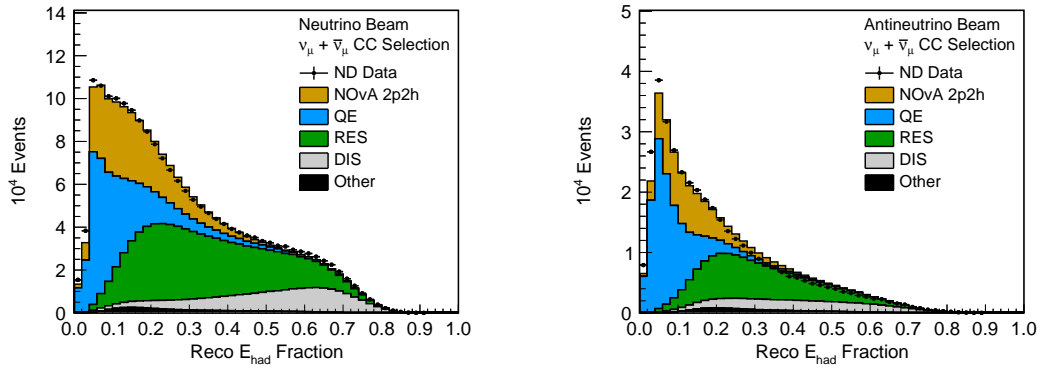 Neutrino Beam
νμ + ν̄μ CC Selection
ND Data
NOvA 2p2h
QE
RES
DIS
Other
10⁴ Events
14
12
10
8
6
4
2
0
0.0 0.1 0.2 0.3 0.4 0.5 0.6 0.7 0.8 0.9 1.0
Reco Ehad Fraction
Antineutrino Beam
νμ + ν̄μ CC Selection
ND Data
NOvA 2p2h
QE
RES
DIS
Other
10⁴ Events
5
4
3
2
1
0
0.0 0.1 0.2 0.3 0.4 0.5 0.6 0.7 0.8 0.9 1.0
Reco Ehad Fraction